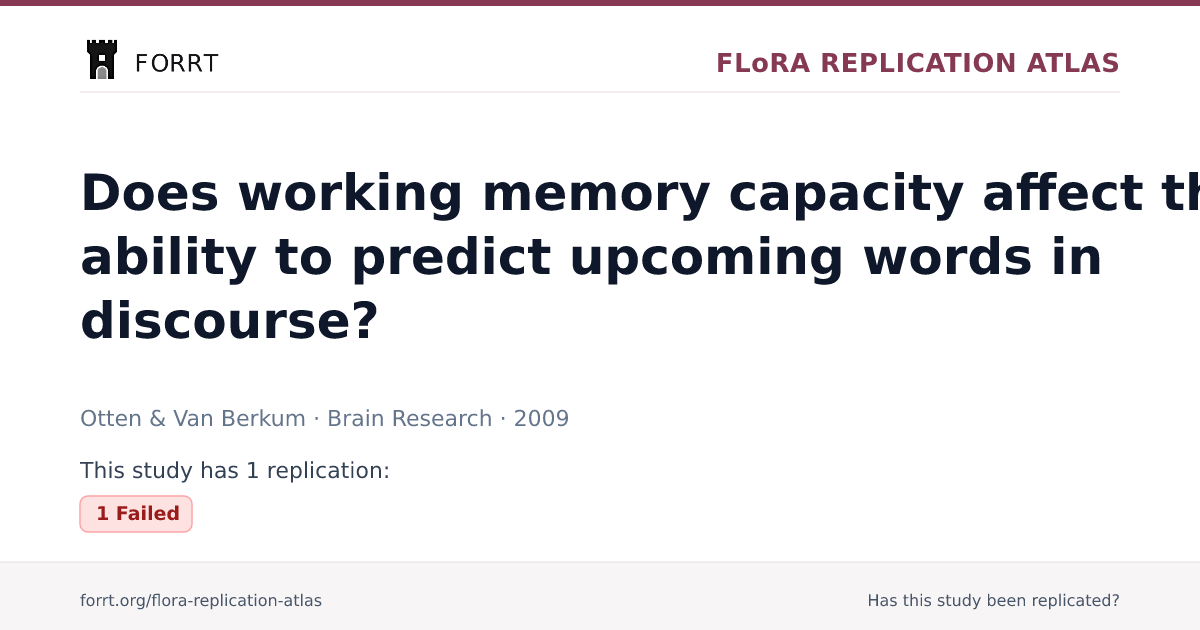 FORRT
FLoRA REPLICATION ATLAS
Does working memory capacity affect th
ability to predict upcoming words in
discourse?
Otten & Van Berkum · Brain Research · 2009
This study has 1 replication:
1 Failed
forrt.org/flora-replication-atlas
Has this study been replicated?